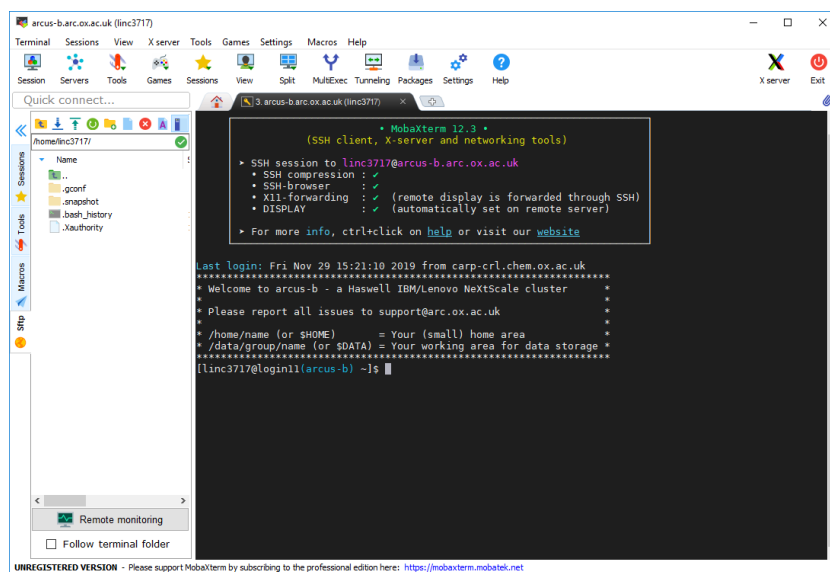 arcus-b.arc.ox.ac.uk (linc3717)
Terminal Sessions View X server Tools Games Settings Macros Help
Session Servers Tools Games Sessions View Split MultiExec Tunneling Packages Settings Help X server Exit
Quick connect...
3. arcus-b.arc.ox.ac.uk (linc3717)
/home/linc3717/
Name S
..
.gconf
.snapshot
.bash_history
.Xauthority
Sessions
Tools
Macros
Sftp
• MobaXterm 12.3 •
(SSH client, X-server and networking tools)
➤ SSH session to linc3717@arcus-b.arc.ox.ac.uk
• SSH compression : ✔
• SSH-browser : ✔
• X11-forwarding : ✔ (remote display is forwarded through SSH)
• DISPLAY : ✔ (automatically set on remote server)
➤ For more info, ctrl+click on help or visit our website
Last login: Fri Nov 29 15:21:10 2019 from carp-crl.chem.ox.ac.uk
********************************************************************
* Welcome to arcus-b - a Haswell IBM/Lenovo NeXtScale cluster *
* *
* Please report all issues to support@arc.ox.ac.uk *
* *
* /home/name (or $HOME) = Your (small) home area *
* /data/group/name (or $DATA) = Your working area for data storage *
********************************************************************
[linc3717@login11(arcus-b) ~]$
Remote monitoring
Follow terminal folder
UNREGISTERED VERSION - Please support MobaXterm by subscribing to the professional edition here: https://mobaxterm.mobatek.net